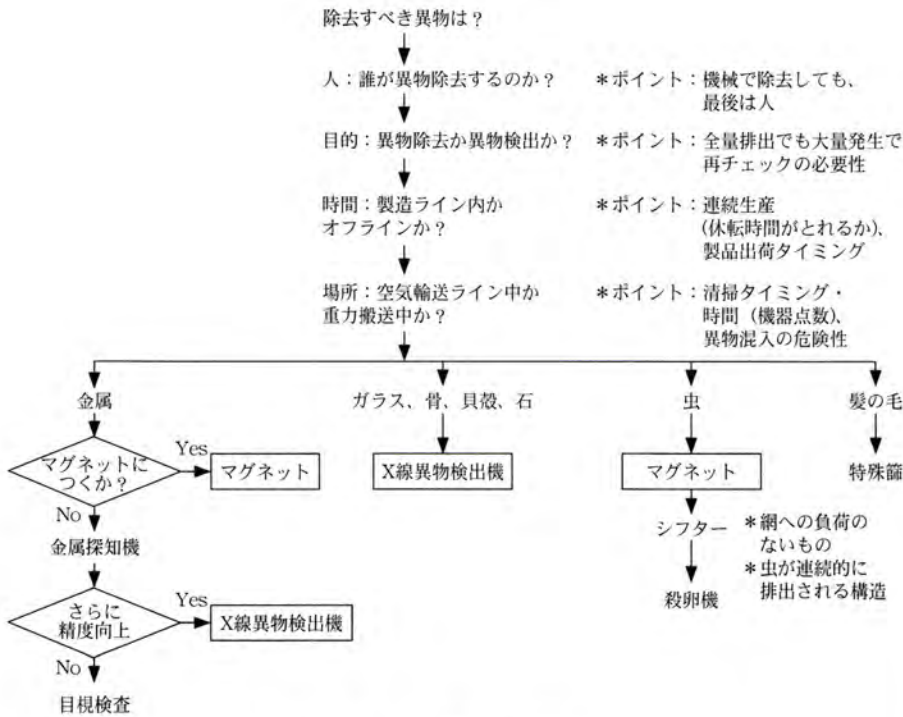 除去すべき異物は？
人：誰が異物除去するのか？
＊ポイント：機械で除去しても、
最後は人
目的：異物除去か異物検出か？
＊ポイント：全量排出でも大量発生で
再チェックの必要性
時間：製造ライン内か
オフラインか？
＊ポイント：連続生産
(休転時間がとれるか)、
製品出荷タイミング
場所：空気輸送ライン中か
重力搬送中か？
＊ポイント：清掃タイミング・
時間（機器点数)、
異物混入の危険性
金属
ガラス、骨、貝殻、石
虫
髪の毛
マグネットに
つくか？
Yes
マグネット
X線異物検出機
マグネット
特殊篩
No
金属探知機
シフター
＊網への負荷の
ないもの
＊虫が連続的に
排出される構造
殺卵機
さらに
精度向上
Yes
X線異物検出機
No
目視検査